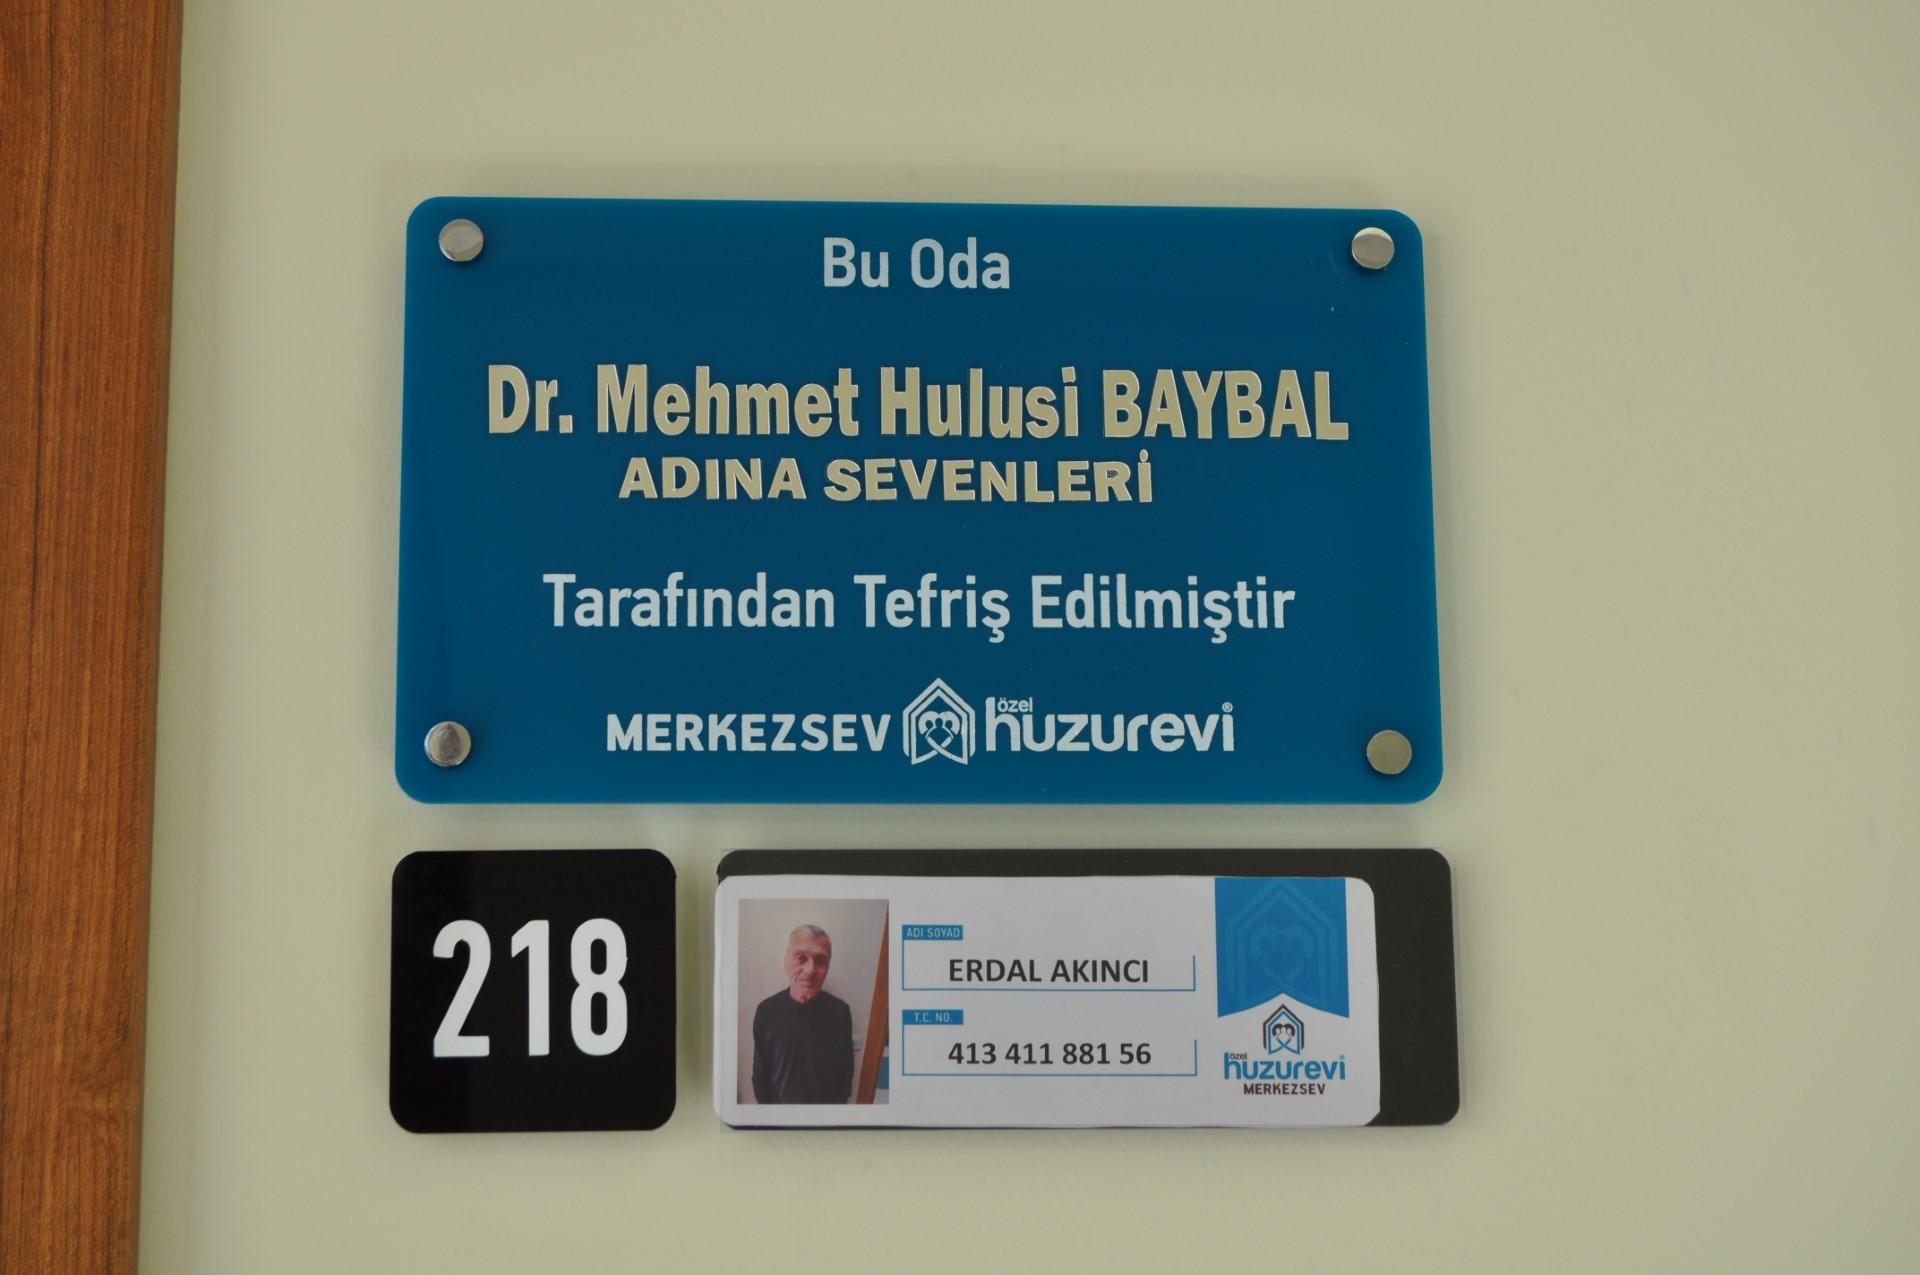 Bu Oda
Dr. Mehmet Hulusi BAYBAL
ADINA SEVENLERİ
Tarafından Tefriş Edilmiştir
MERKEZSEV özel huzurevi®
218
ADI SOYAD
ERDAL AKINCI
T.C. NO.
413 411 881 56
özel
huzurevi
MERKEZSEV